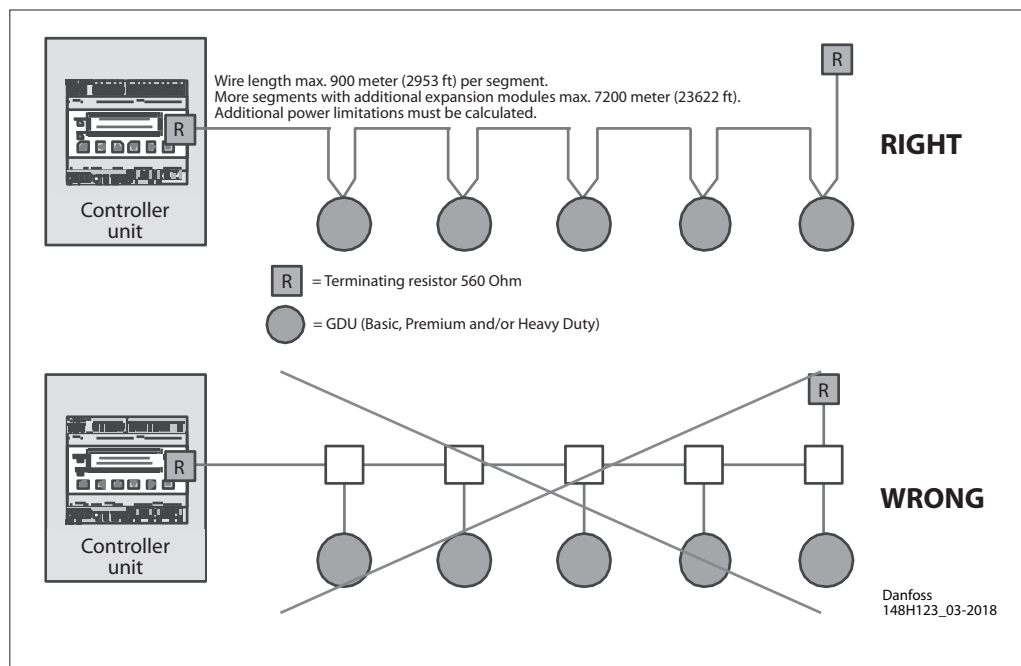 R
Wire length max. 900 meter (2953 ft) per segment.
More segments with additional expansion modules max. 7200 meter (23622 ft).
Additional power limitations must be calculated.
R
RIGHT
Controller
unit
R = Terminating resistor 560 Ohm
= GDU (Basic, Premium and/or Heavy Duty)
R
R
WRONG
Controller
unit
Danfoss
148H123_03-2018